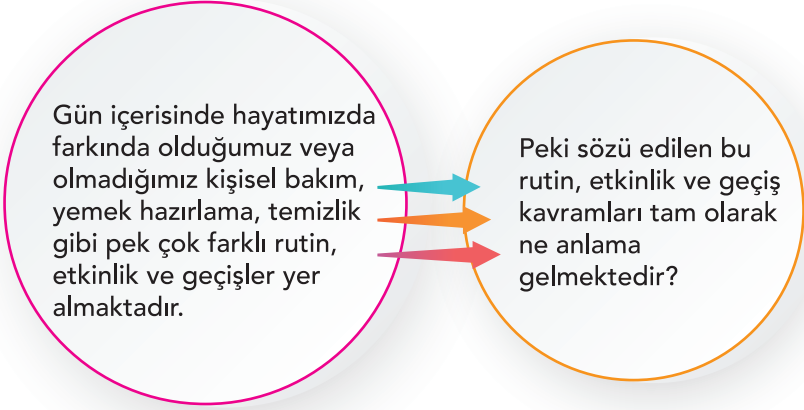 Gün içerisinde hayatımızda
farkında olduğumuz veya
olmadığımız kişisel bakım,
yemek hazırlama, temizlik
gibi pek çok farklı rutin,
etkinlik ve geçişler yer
almaktadır.
Peki sözü edilen bu
rutin, etkinlik ve geçiş
kavramları tam olarak
ne anlama
gelmektedir?